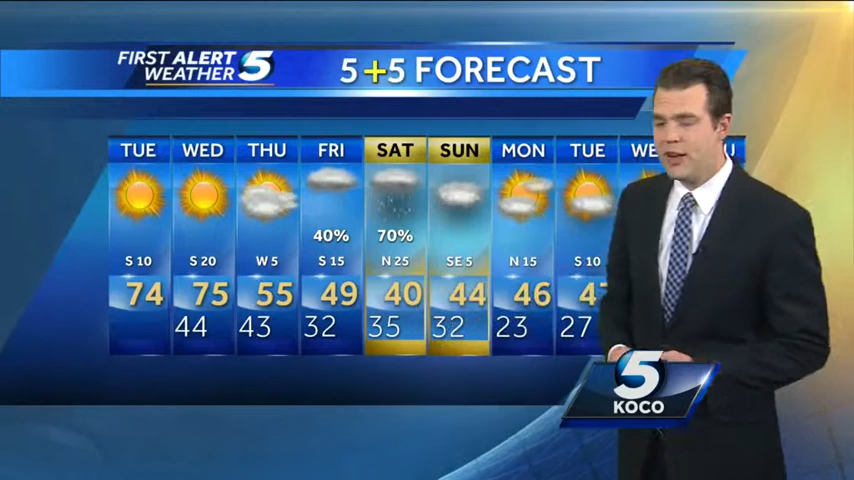 FIRST ALERT
WEATHER 5
5+5 FORECAST
TUE WED THU FRI SAT SUN MON TUE
40% 70%
S 10 S 20 W 5 S 15 N 25 SE 5 N 15 S 10
74 75 55 49 40 44 46
44 43 32 35 32 23 27
5
KOCO